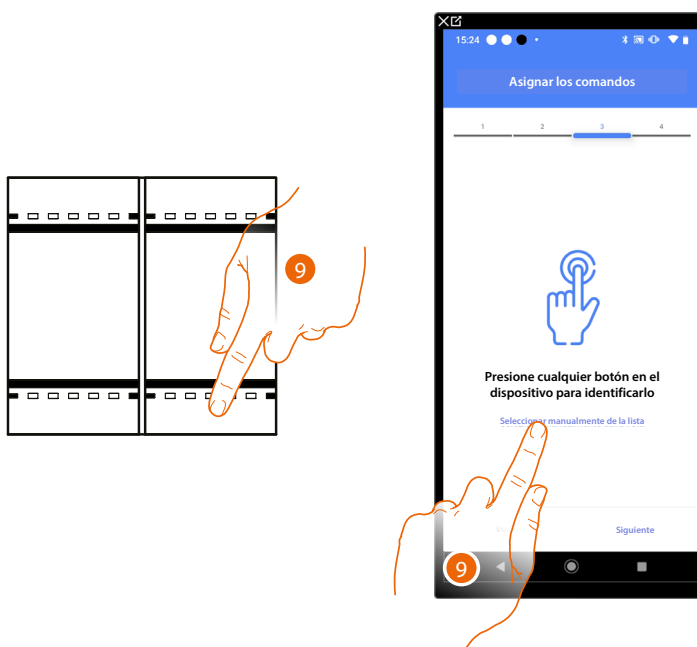 15:24
Asignar los comandos
1 2 3 4
9
Presione cualquier botón en el
dispositivo para identificarlo
Seleccionar manualmente de la lista
Siguiente
9